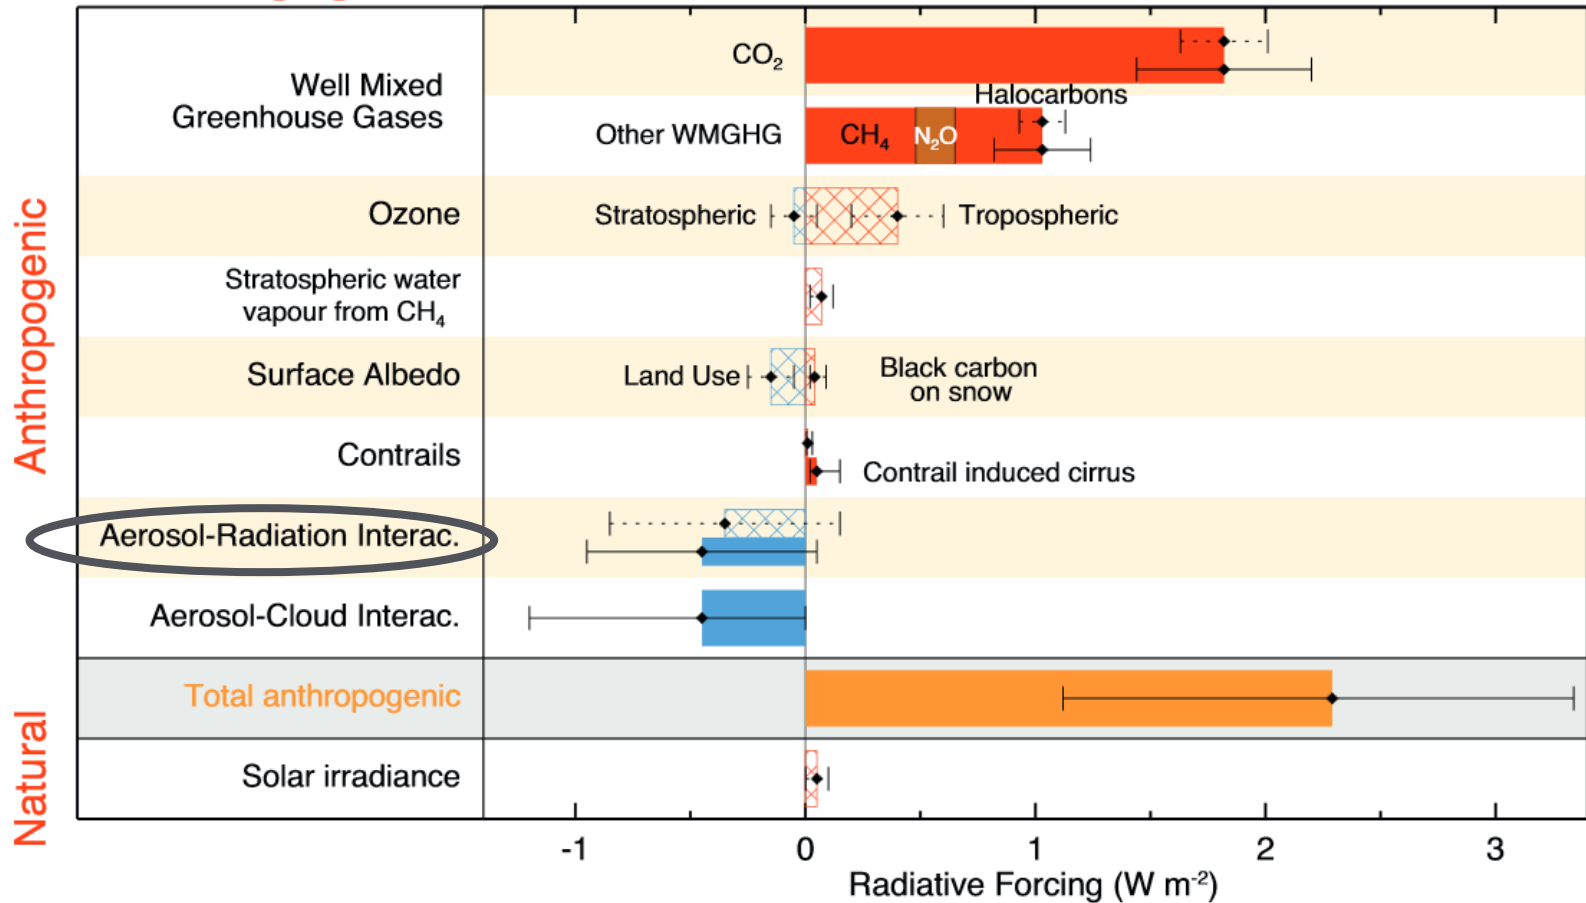 Anthropogenic
Natural
Well Mixed
Greenhouse Gases
CO₂
Halocarbons
Other WMGHG
CH₄
N₂O
Ozone
Stratospheric
Tropospheric
Stratospheric water
vapour from CH₄
Surface Albedo
Land Use
Black carbon
on snow
Contrails
Contrail induced cirrus
Aerosol-Radiation Interac.
Aerosol-Cloud Interac.
Total anthropogenic
Solar irradiance
-1 0 1 2 3
Radiative Forcing (W m⁻²)